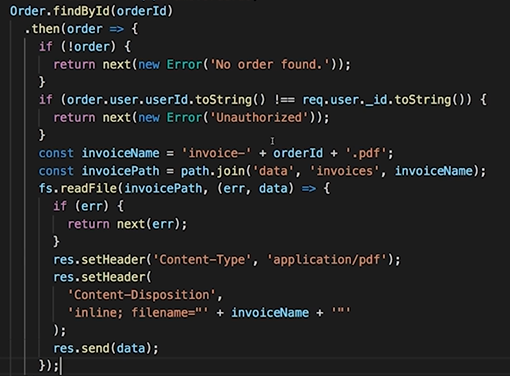 Order.findById(orderId)
  .then(order => {
    if (!order) {
      return next(new Error('No order found.'));
    }
    if (order.user.userId.toString() !== req.user._id.toString()) {
      return next(new Error('Unauthorized'));
    }
    const invoiceName = 'invoice-' + orderId + '.pdf';
    const invoicePath = path.join('data', 'invoices', invoiceName);
    fs.readFile(invoicePath, (err, data) => {
      if (err) {
        return next(err);
      }
      res.setHeader('Content-Type', 'application/pdf');
      res.setHeader(
        'Content-Disposition',
        'inline; filename="' + invoiceName + '"'
      );
      res.send(data);
    });